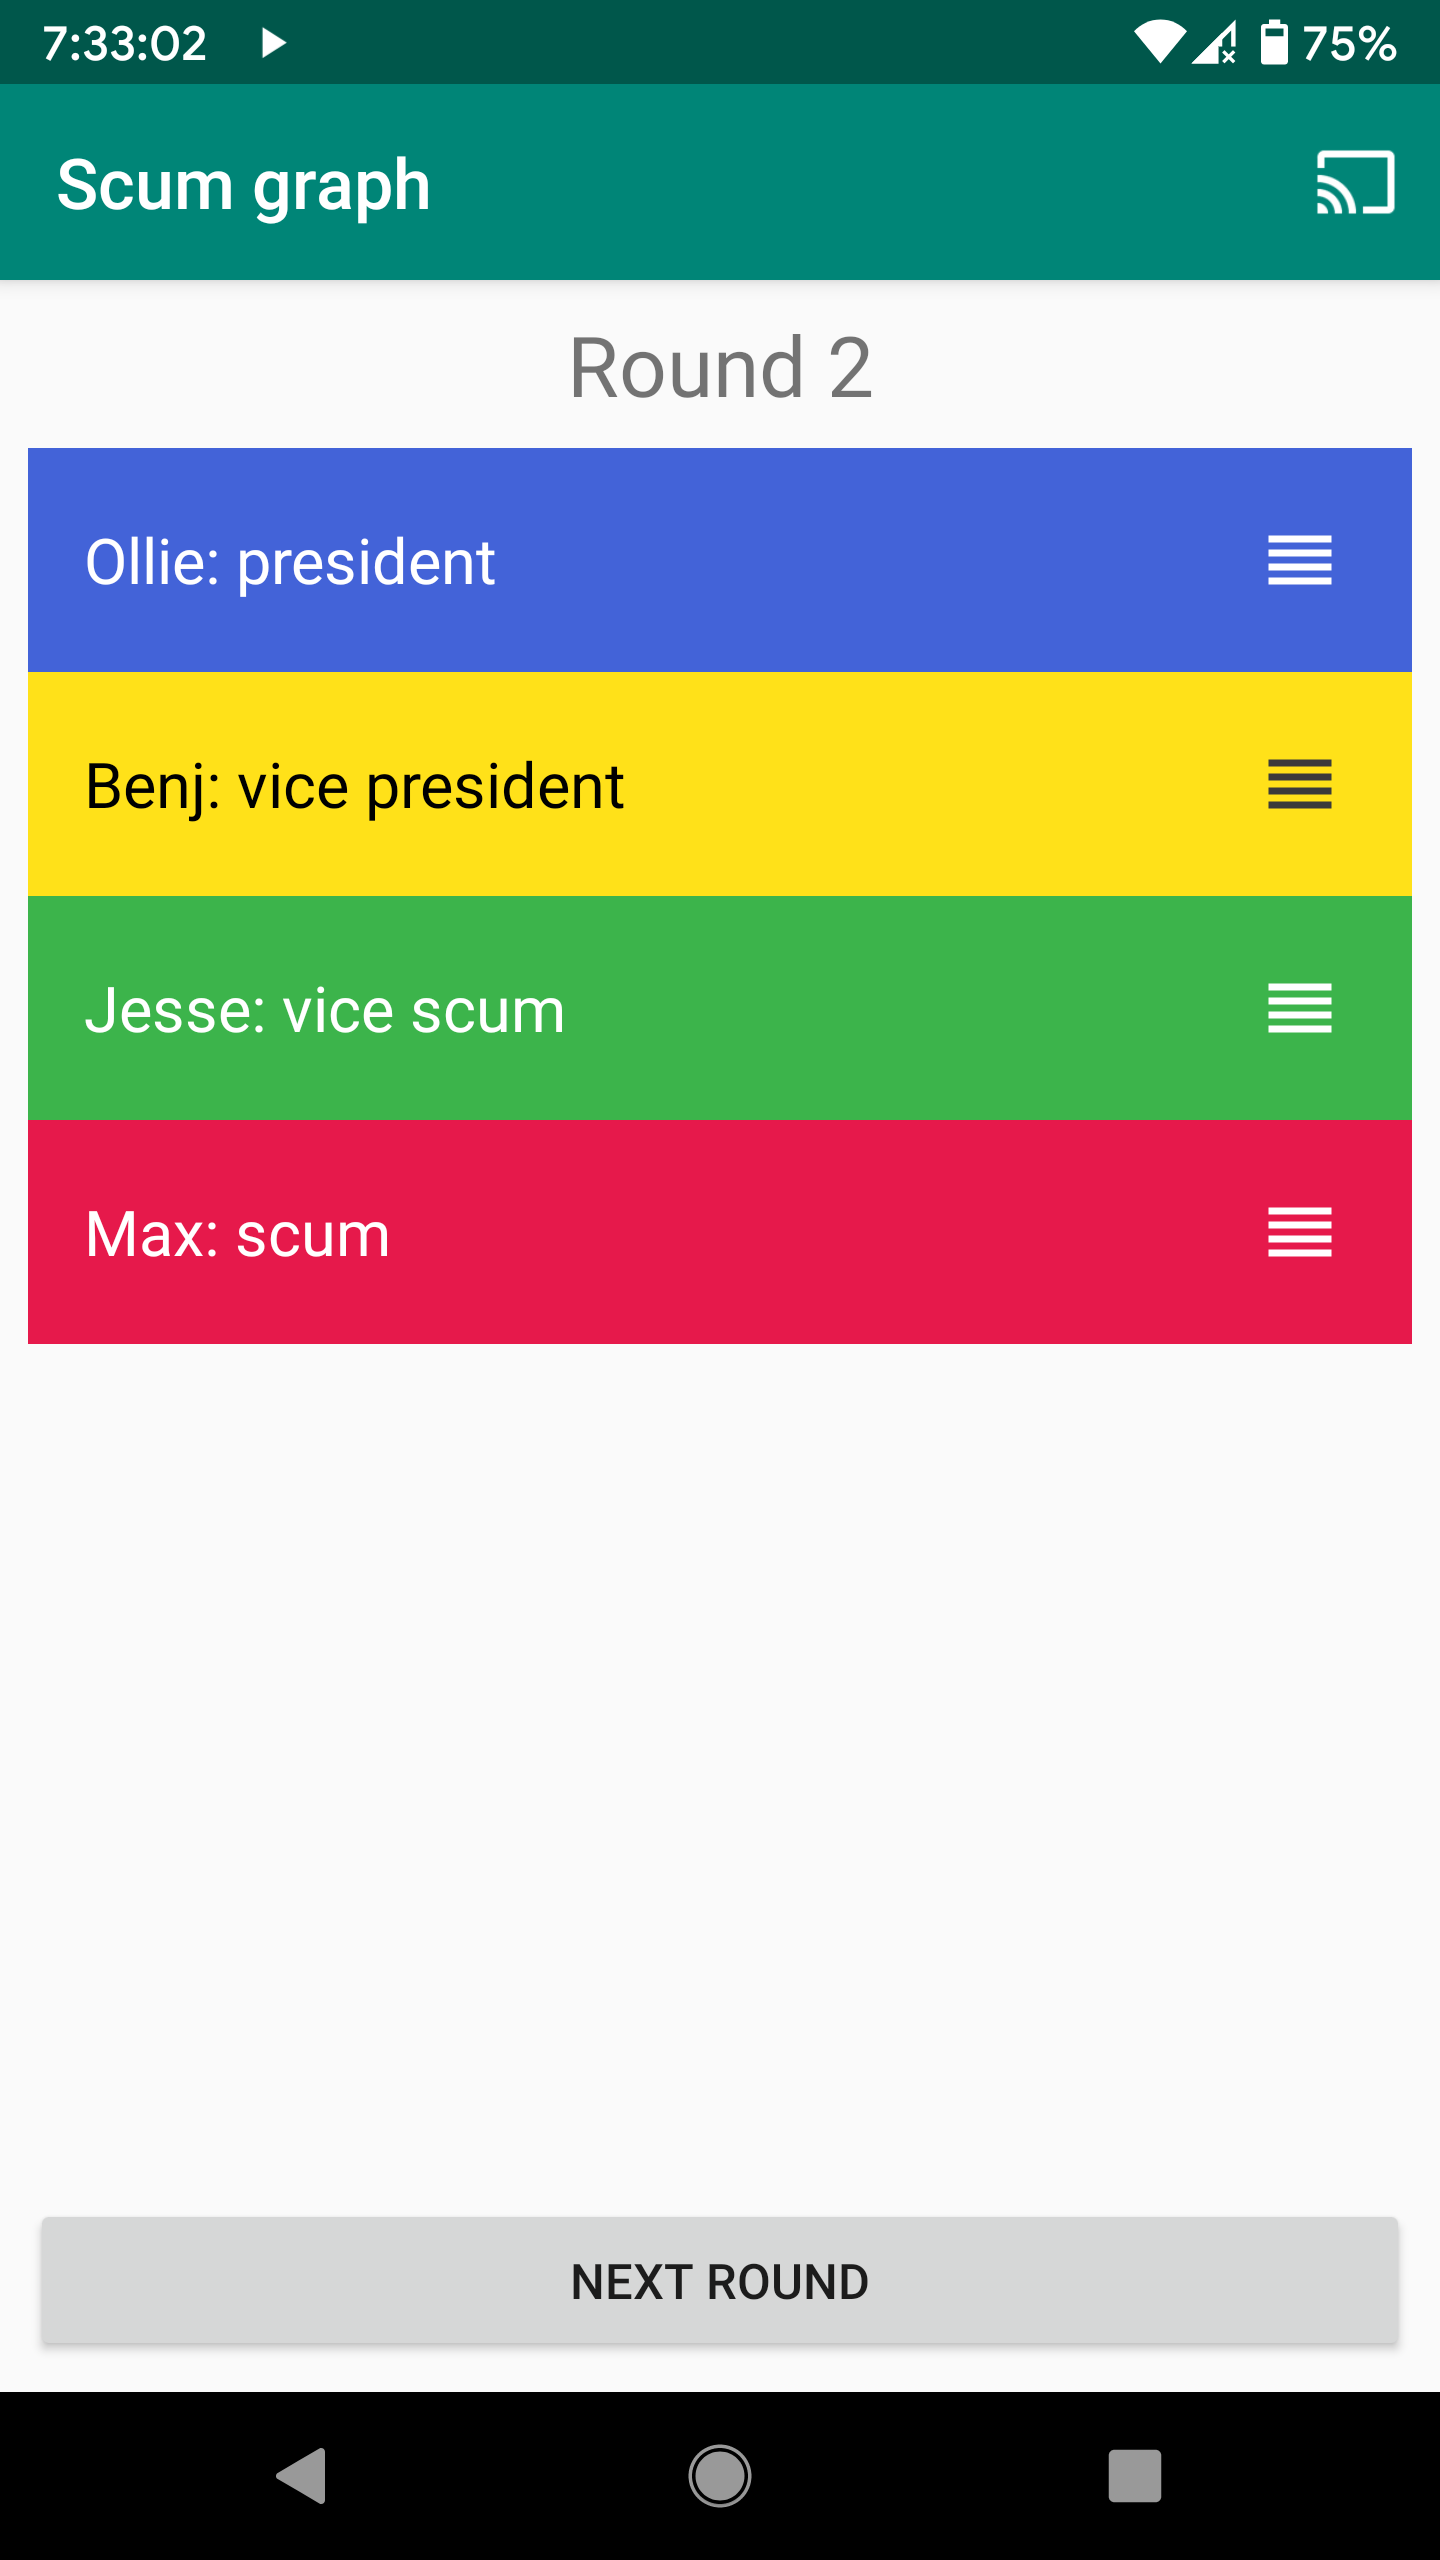 7:33:02 75%
Scum graph
Round 2
Ollie: president
Benj: vice president
Jesse: vice scum
Max: scum
NEXT ROUND